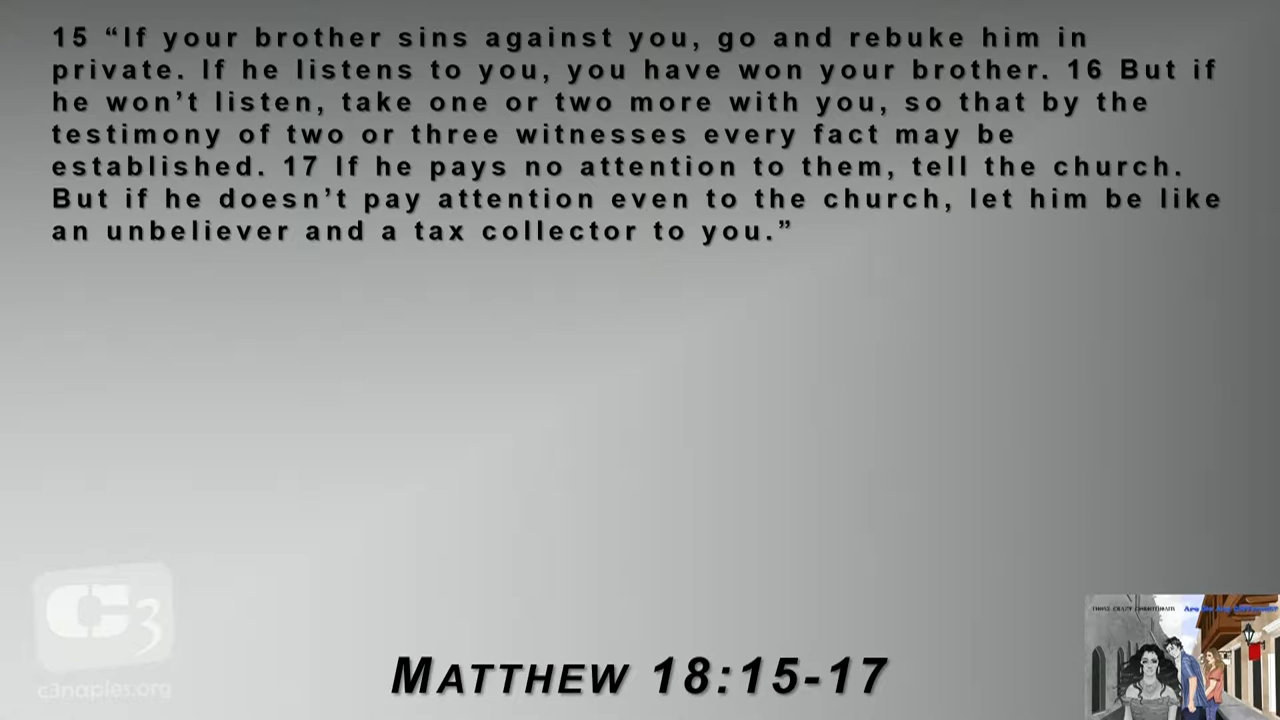 15 “If your brother sins against you, go and rebuke him in
private. If he listens to you, you have won your brother. 16 But if
he won’t listen, take one or two more with you, so that by the
testimony of two or three witnesses every fact may be
established. 17 If he pays no attention to them, tell the church.
But if he doesn’t pay attention even to the church, let him be like
an unbeliever and a tax collector to you.”
C3
c3naples.org
MATTHEW 18:15-17
THOSE CRAZY CORINTHIANS